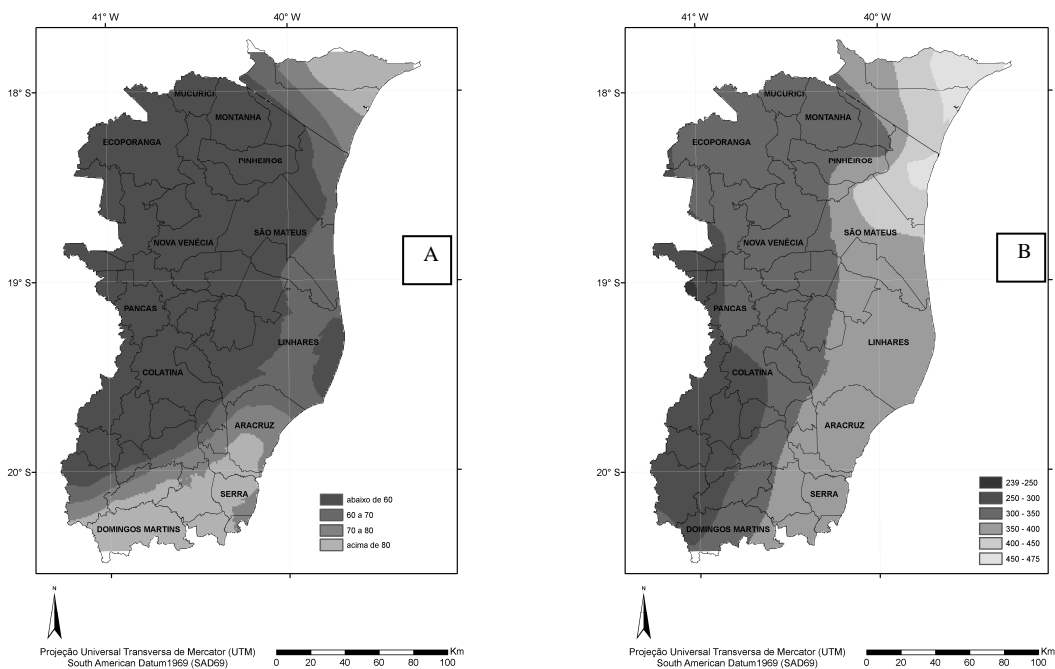 41° W
40° W
18° S
19° S
20° S
41° W
40° W
MUCURICI
MONTANHA
ECOPORANGA
PINHEIROS
SÃO MATEUS
NOVA VENÉCIA
PANCAS
LINHARES
COLATINA
ARACRUZ
SERRA
DOMINGOS MARTINS
A
abaixo de 60
60 a 70
70 a 80
acima de 80
N
Projeção Universal Transversa de Mercator (UTM)
South American Datum1969 (SAD69)
Km
0 20 40 60 80 100
41° W
40° W
18° S
19° S
20° S
41° W
40° W
MUCURICI
MONTANHA
ECOPORANGA
PINHEIROS
SÃO MATEUS
NOVA VENÉCIA
PANCAS
LINHARES
COLATINA
ARACRUZ
SERRA
DOMINGOS MARTINS
B
239 -250
250 - 300
300 - 350
350 - 400
400 - 450
450 - 475
N
Projeção Universal Transversa de Mercator (UTM)
South American Datum1969 (SAD69)
Km
0 20 40 60 80 100